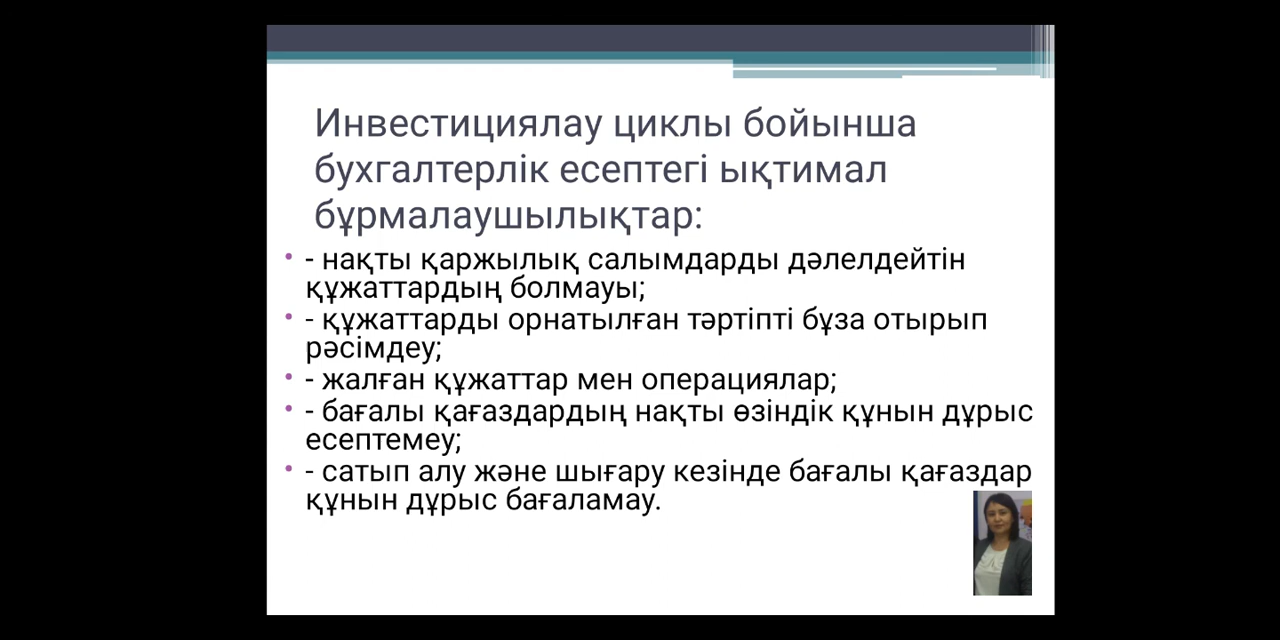 Инвестициялау циклы бойынша
бухгалтерлік есептегі ықтимал
бұрмалаушылықтар:
• - нақты қаржылық салымдарды дәлелдейтін
құжаттардың болмауы;
• - құжаттарды орнатылған тәртіпті бұза отырып
рәсімдеу;
• - жалған құжаттар мен операциялар;
• - бағалы қағаздардың нақты өзіндік құнын дұрыс
есептемеу;
• - сатып алу және шығару кезінде бағалы қағаздар
құнын дұрыс бағаламау.